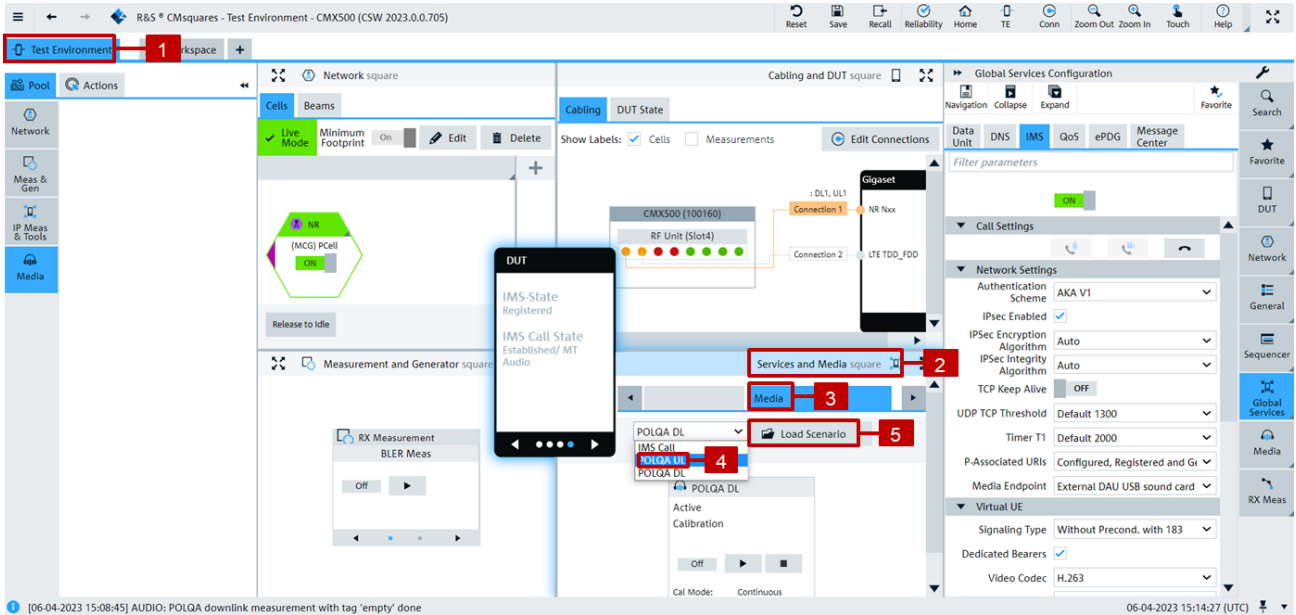 R&S ® CMsquares - Test Environment - CMX500 (CSW 2023.0.0.705)
Reset Save Recall Reliability Home TE Conn Zoom Out Zoom In Touch Help
Test Environment 1 kspace +
Pool Actions
Network
Meas & Gen
IP Meas & Tools
Media
Network square
Cells Beams
Live Mode Minimum Footprint On Edit Delete
NR
(MCG) PCell
ON
Release to Idle
Cabling and DUT square
Cabling DUT State
Show Labels: Cells Measurements Edit Connections
CMX500 (100160)
RF Unit (Slot4)
: DL1, UL1
Connection 1
Connection 2
Gigaset
NR Nxx
LTE TDD_FDD
DUT
IMS-State
Registered
IMS Call State
Established/ MT
Audio
Measurement and Generator square
RX Measurement
BLER Meas
Off
Services and Media square 2
Media 3
POLQA DL Load Scenario 5
IMS Call
POLQA UL 4
POLQA DL
POLQA DL
Active
Calibration
Off
Cal Mode: Continuous
Global Services Configuration
Navigation Collapse Expand Favorite
Data Unit DNS IMS QoS ePDG Message Center
Filter parameters
ON
Call Settings
Network Settings
Authentication Scheme AKA V1
IPsec Enabled
IPSec Encryption Algorithm Auto
IPSec Integrity Algorithm Auto
TCP Keep Alive OFF
UDP TCP Threshold Default 1300
Timer T1 Default 2000
P-Associated URIs Configured, Registered and Ge
Media Endpoint External DAU USB sound card
Virtual UE
Signaling Type Without Precond. with 183
Dedicated Bearers
Video Codec H.263
Search
Favorite
DUT
Network
General
Sequencer
Global Services
Media
RX Meas
[06-04-2023 15:08:45] AUDIO: POLQA downlink measurement with tag 'empty' done
06-04-2023 15:14:27 (UTC)